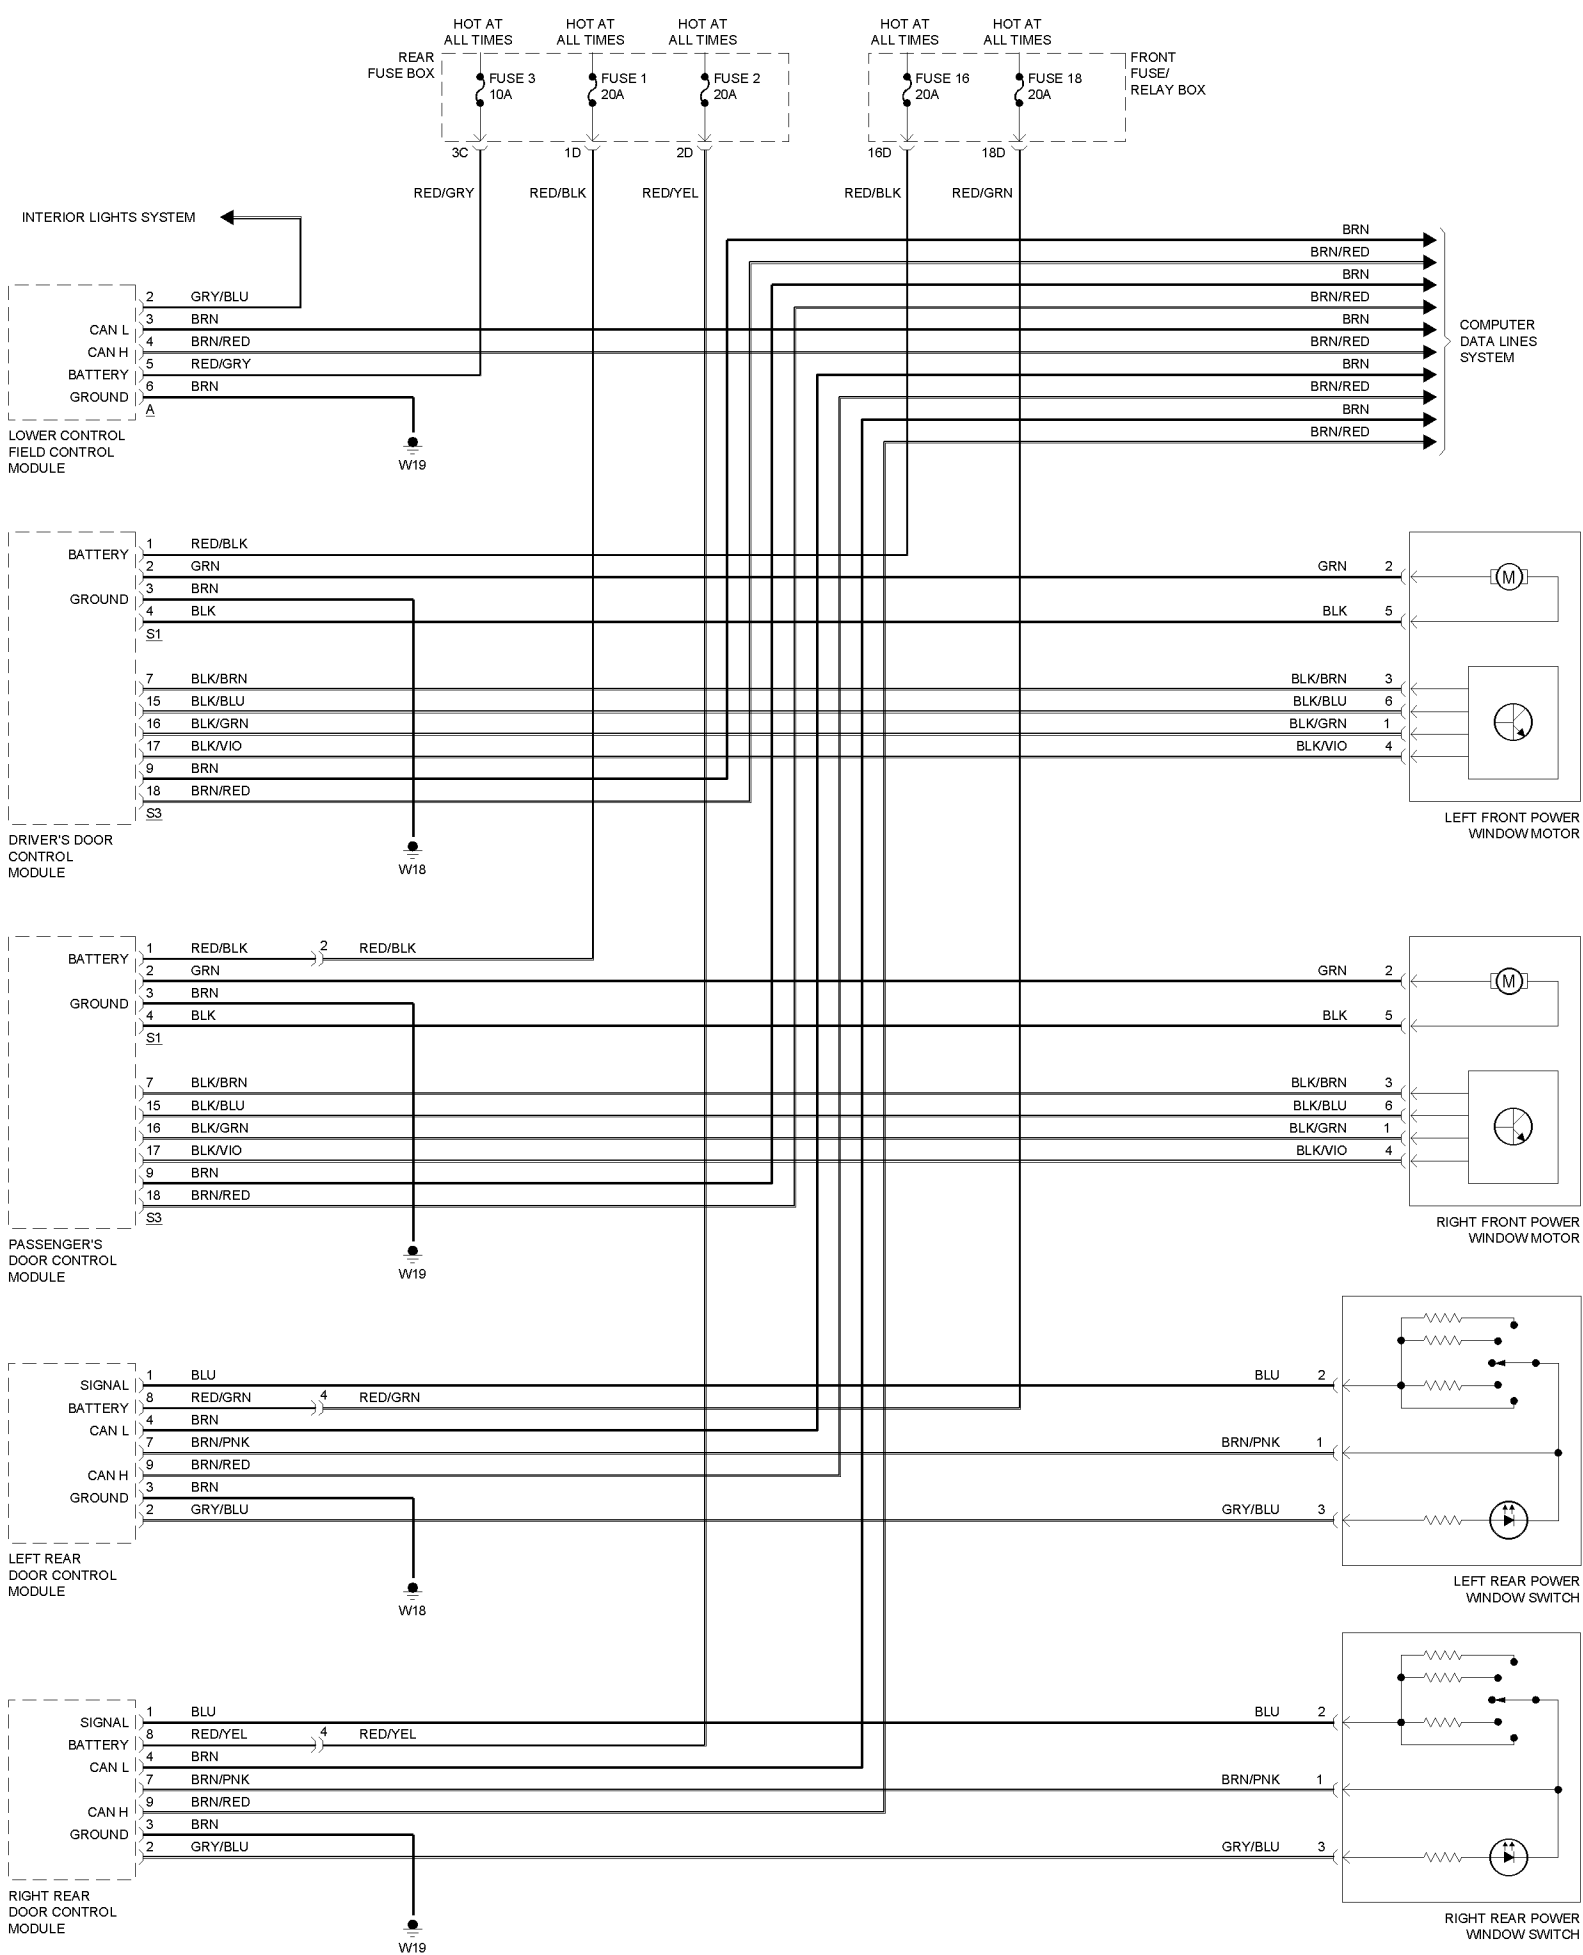 HOT AT
ALL TIMES
HOT AT
ALL TIMES
HOT AT
ALL TIMES
HOT AT
ALL TIMES
HOT AT
ALL TIMES
REAR
FUSE BOX
FUSE 3
10A
FUSE 1
20A
FUSE 2
20A
FUSE 16
20A
FUSE 18
20A
FRONT
FUSE/
RELAY BOX
3C
1D
2D
16D
18D
RED/GRY
RED/BLK
RED/YEL
RED/BLK
RED/GRN
INTERIOR LIGHTS SYSTEM
BRN
BRN/RED
BRN
BRN/RED
BRN
BRN/RED
BRN
BRN/RED
BRN
BRN/RED
COMPUTER
DATA LINES
SYSTEM
2 GRY/BLU
CAN L 3 BRN
CAN H 4 BRN/RED
BATTERY 5 RED/GRY
GROUND 6 BRN
A
LOWER CONTROL
FIELD CONTROL
MODULE
W19
BATTERY 1 RED/BLK
2 GRN GRN 2
GROUND 3 BRN
4 BLK BLK 5
S1
M
7 BLK/BRN BLK/BRN 3
15 BLK/BLU BLK/BLU 6
16 BLK/GRN BLK/GRN 1
17 BLK/VIO BLK/VIO 4
9 BRN
18 BRN/RED
S3
DRIVER'S DOOR
CONTROL
MODULE
W18
LEFT FRONT POWER
WINDOW MOTOR
BATTERY 1 RED/BLK 2 RED/BLK
2 GRN GRN 2
GROUND 3 BRN
4 BLK BLK 5
S1
M
7 BLK/BRN BLK/BRN 3
15 BLK/BLU BLK/BLU 6
16 BLK/GRN BLK/GRN 1
17 BLK/VIO BLK/VIO 4
9 BRN
18 BRN/RED
S3
PASSENGER'S
DOOR CONTROL
MODULE
W19
RIGHT FRONT POWER
WINDOW MOTOR
SIGNAL 1 BLU BLU 2
BATTERY 8 RED/GRN 4 RED/GRN
CAN L 4 BRN
7 BRN/PNK BRN/PNK 1
CAN H 9 BRN/RED
GROUND 3 BRN
2 GRY/BLU GRY/BLU 3
LEFT REAR
DOOR CONTROL
MODULE
W18
LEFT REAR POWER
WINDOW SWITCH
SIGNAL 1 BLU BLU 2
BATTERY 8 RED/YEL 4 RED/YEL
CAN L 4 BRN
7 BRN/PNK BRN/PNK 1
CAN H 9 BRN/RED
GROUND 3 BRN
2 GRY/BLU GRY/BLU 3
RIGHT REAR
DOOR CONTROL
MODULE
W19
RIGHT REAR POWER
WINDOW SWITCH